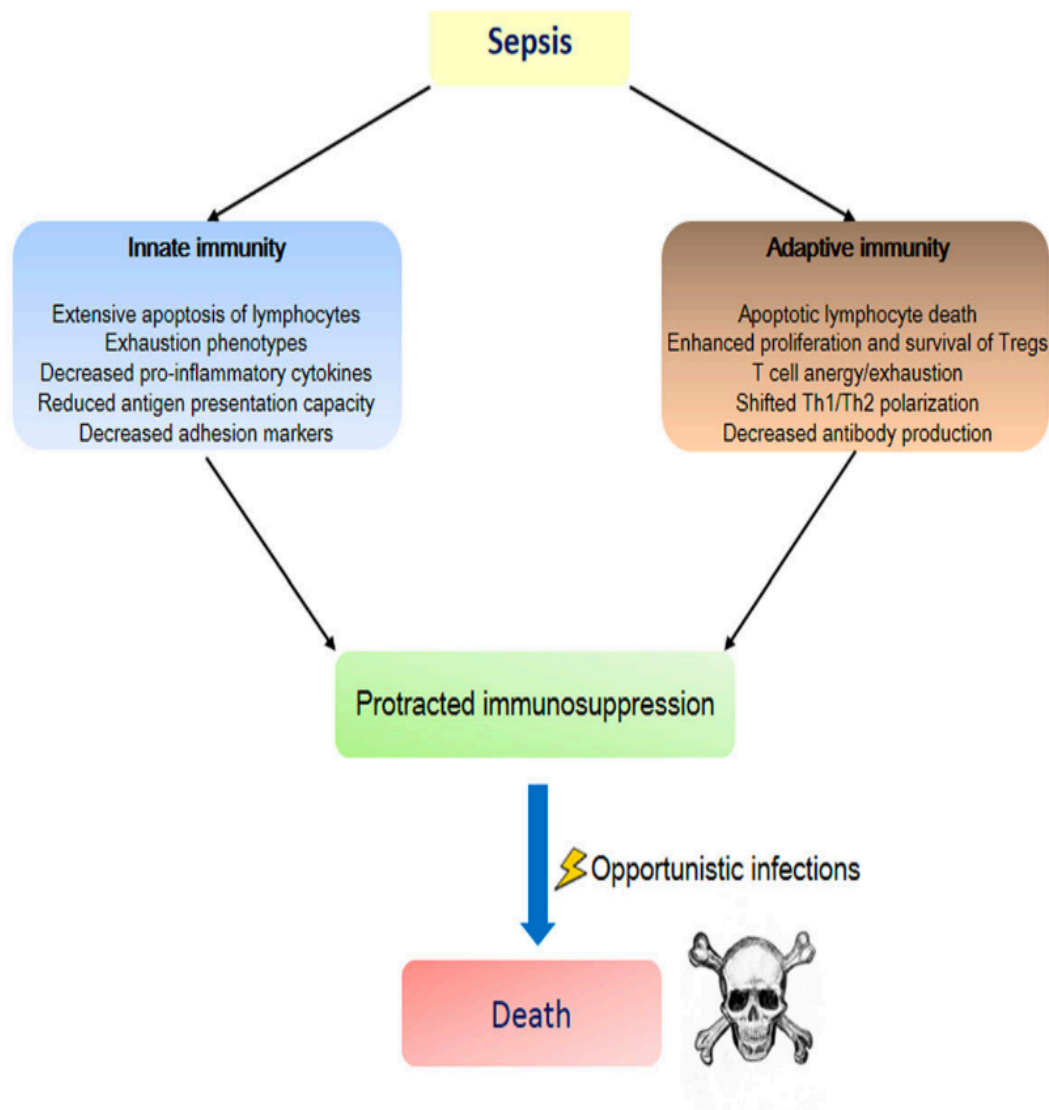 Sepsis
Innate immunity
Extensive apoptosis of lymphocytes
Exhaustion phenotypes
Decreased pro-inflammatory cytokines
Reduced antigen presentation capacity
Decreased adhesion markers
Adaptive immunity
Apoptotic lymphocyte death
Enhanced proliferation and survival of Tregs
T cell anergy/exhaustion
Shifted Th1/Th2 polarization
Decreased antibody production
Protracted immunosuppression
Opportunistic infections
Death